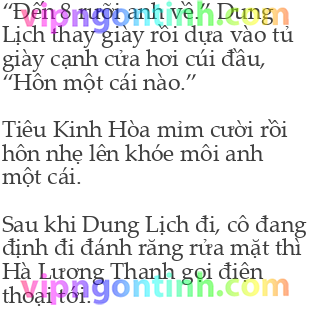 “Đến 8 rưỡi anh về.” Dung
Lịch thay giày rồi dựa vào tủ
giày cạnh cửa hơi cúi đầu,
“Hôn một cái nào.”
Tiêu Kinh Hòa mỉm cười rồi
hôn nhẹ lên khóe môi anh
một cái.
Sau khi Dung Lịch đi, cô đang
định đi đánh răng rửa mặt thì
Hà Lương Thanh gọi điện
thoại tới.
vipngontinh.com
vipngontinh.com